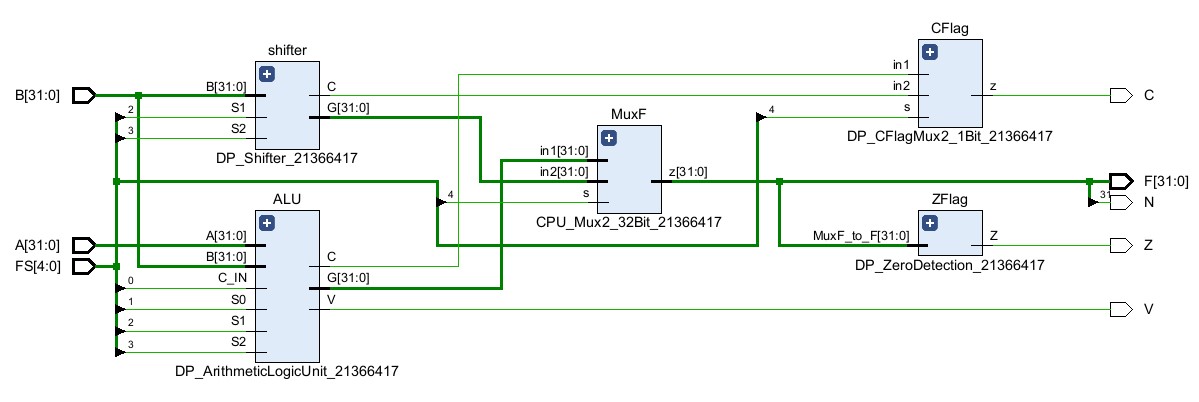 CFlag
shifter
in1
B[31:0]
B[31:0]
C
in2
z
C
2
S1
G[31:0]
4
s
MuxF
3
S2
DP_CFlagMux2_1Bit_21366417
DP_Shifter_21366417
in1[31:0]
in2[31:0]
z[31:0]
F[31:0]
4
s
31
N
ALU
ZFlag
CPU_Mux2_32Bit_21366417
A[31:0]
A[31:0]
MuxF_to_F[31:0]
Z
Z
FS[4:0]
B[31:0]
C
DP_ZeroDetection_21366417
0
C_IN
G[31:0]
1
S0
V
V
2
S1
3
S2
DP_ArithmeticLogicUnit_21366417